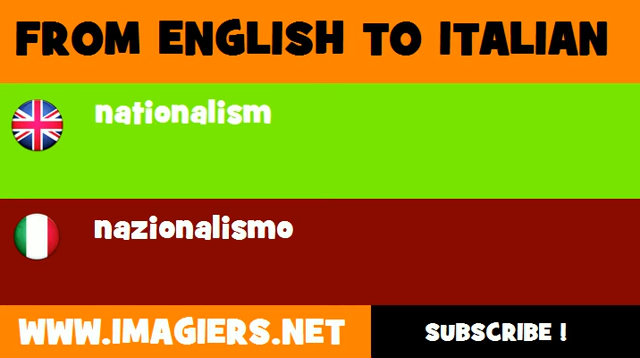 FROM ENGLISH TO ITALIAN
nationalism
nazionalismo
WWW.IMAGIERS.NET
SUBSCRIBE !